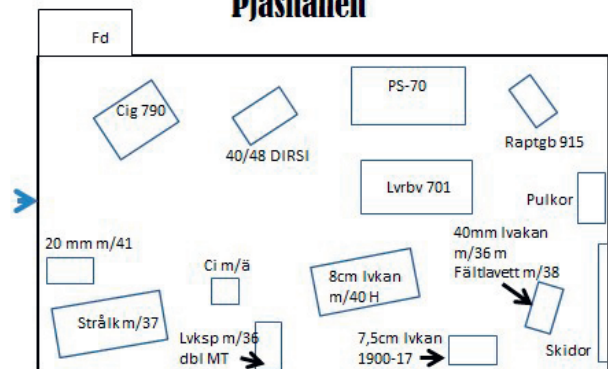 Pjäshallen
Fd
Cig 790
40/48 DIRSI
PS-70
Raptgb 915
Lvrbv 701
Pulkor
20 mm m/41
Ci m/ä
8cm lvkan
m/40 H
40mm lvakan
m/36 m
Fältlavett m/38
Strålk m/37
Lvksp m/36
dbl MT
7,5cm lvkan
1900-17
Skidor